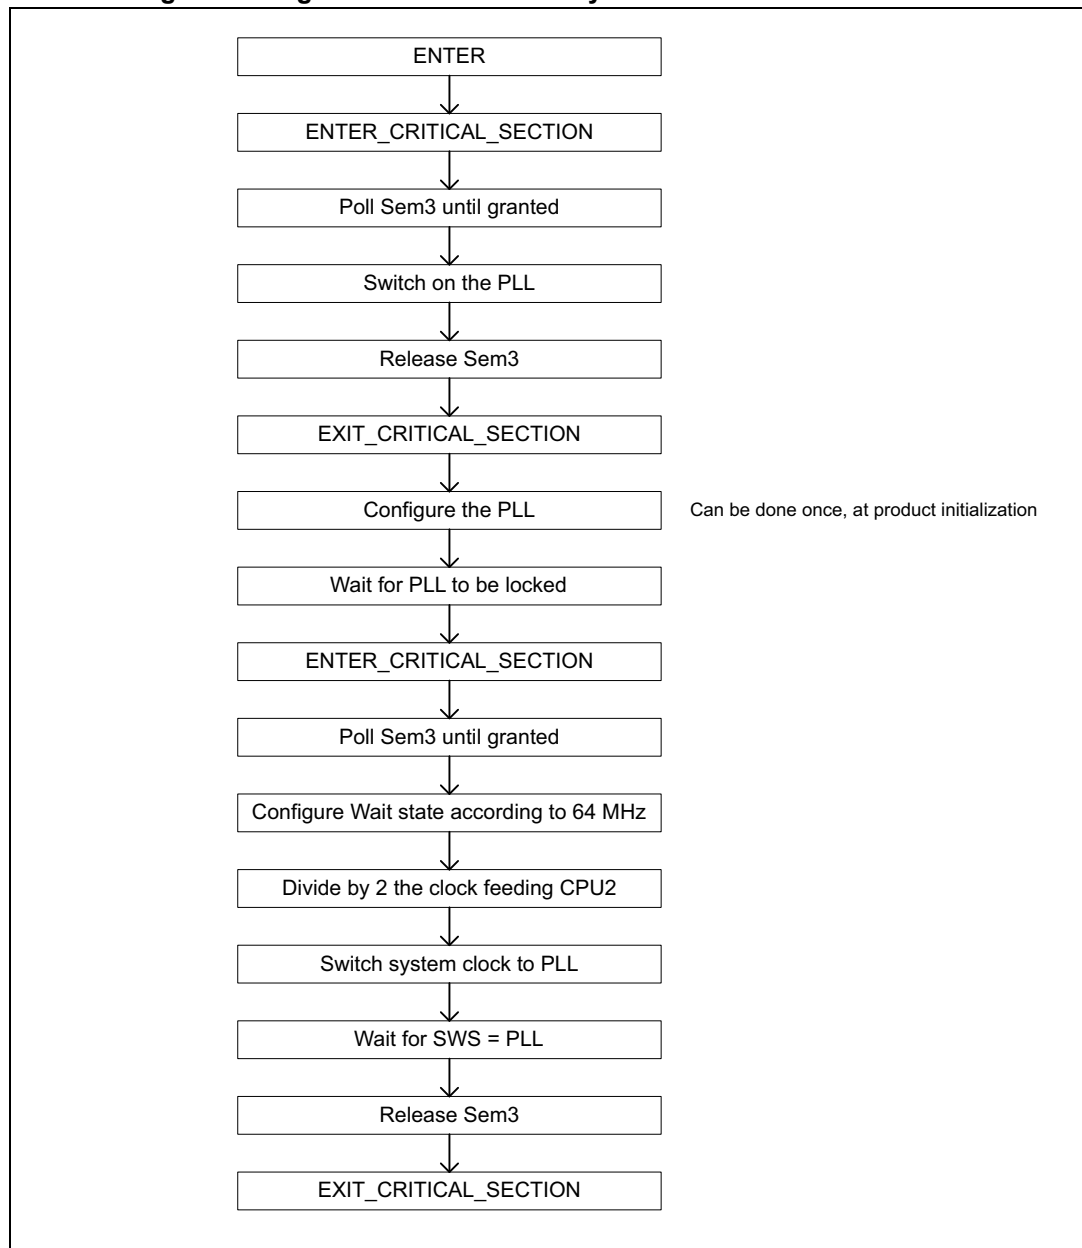 ENTER
ENTER_CRITICAL_SECTION
Poll Sem3 until granted
Switch on the PLL
Release Sem3
EXIT_CRITICAL_SECTION
Configure the PLL
Can be done once, at product initialization
Wait for PLL to be locked
ENTER_CRITICAL_SECTION
Poll Sem3 until granted
Configure Wait state according to 64 MHz
Divide by 2 the clock feeding CPU2
Switch system clock to PLL
Wait for SWS = PLL
Release Sem3
EXIT_CRITICAL_SECTION